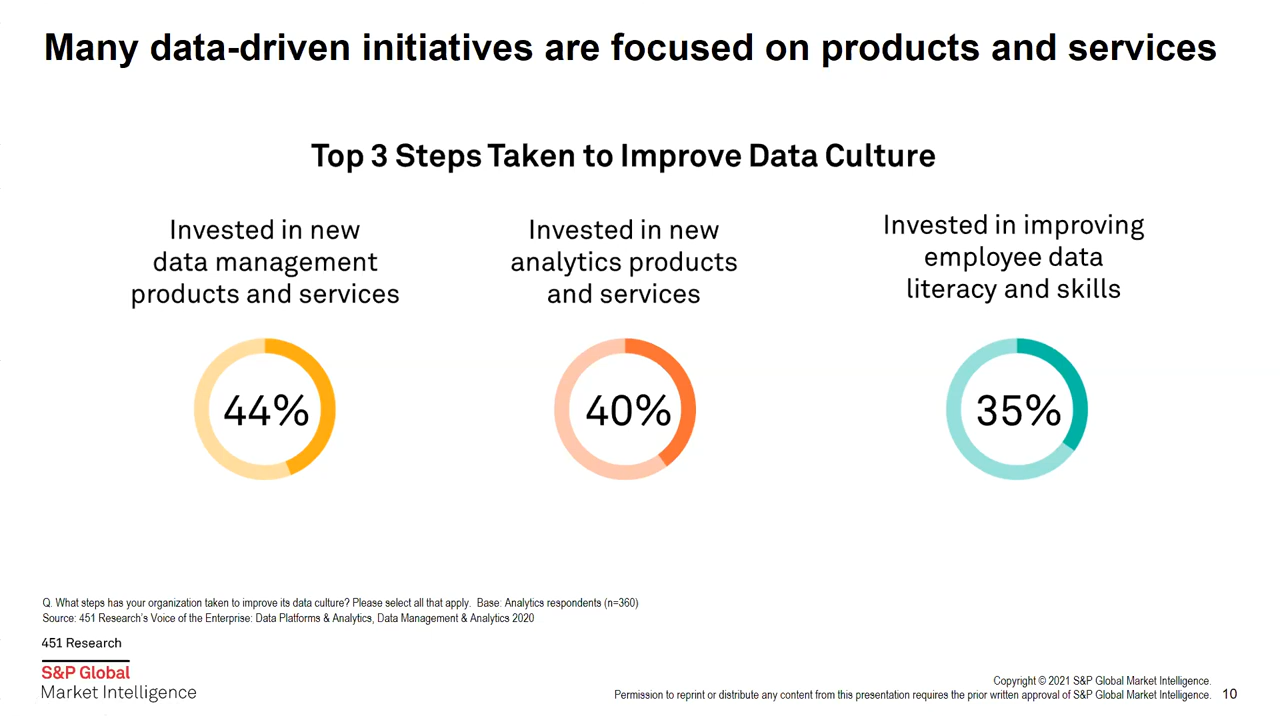 Many data-driven initiatives are focused on products and services
Top 3 Steps Taken to Improve Data Culture
Invested in new
data management
products and services
44%
Invested in new
analytics products
and services
40%
Invested in improving
employee data
literacy and skills
35%
Q. What steps has your organization taken to improve its data culture? Please select all that apply. Base: Analytics respondents (n=360)
Source: 451 Research's Voice of the Enterprise: Data Platforms & Analytics, Data Management & Analytics 2020
451 Research
S&P Global
Market Intelligence
Copyright © 2021 S&P Global Market Intelligence.
Permission to reprint or distribute any content from this presentation requires the prior written approval of S&P Global Market Intelligence. 10